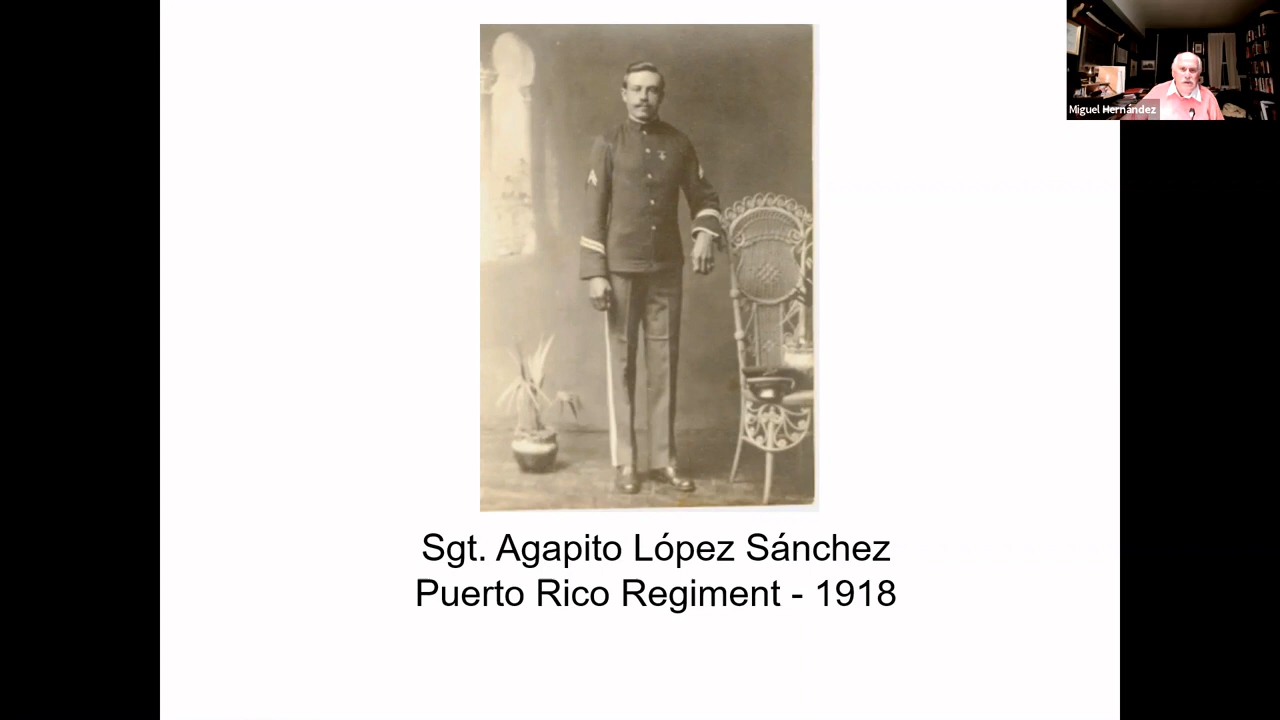 Miguel Hernández
Sgt. Agapito López Sánchez
Puerto Rico Regiment - 1918